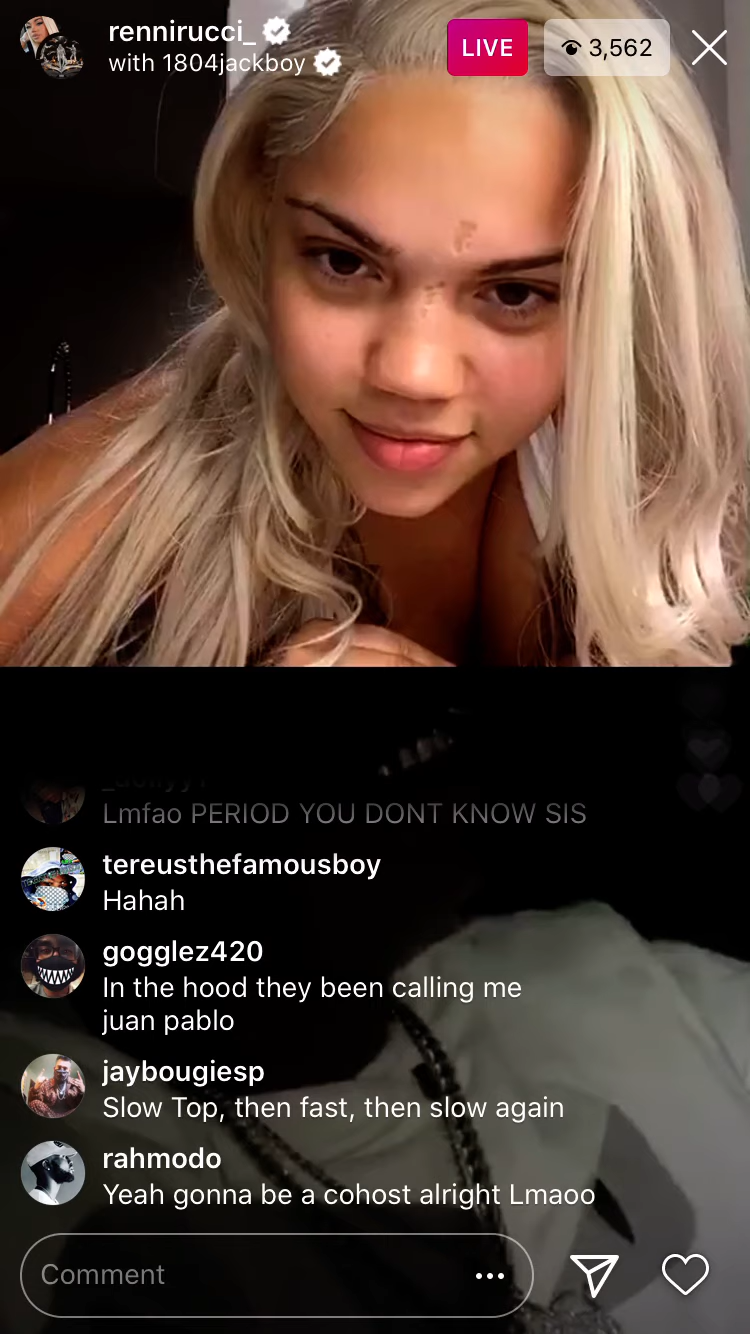 rennirucci_
with 1804jackboy
LIVE
3,562
Lmfao PERIOD YOU DONT KNOW SIS
tereusthefamousboy
Hahah
gogglez420
In the hood they been calling me
juan pablo
jaybougiesp
Slow Top, then fast, then slow again
rahmodo
Yeah gonna be a cohost alright Lmaoo
Comment